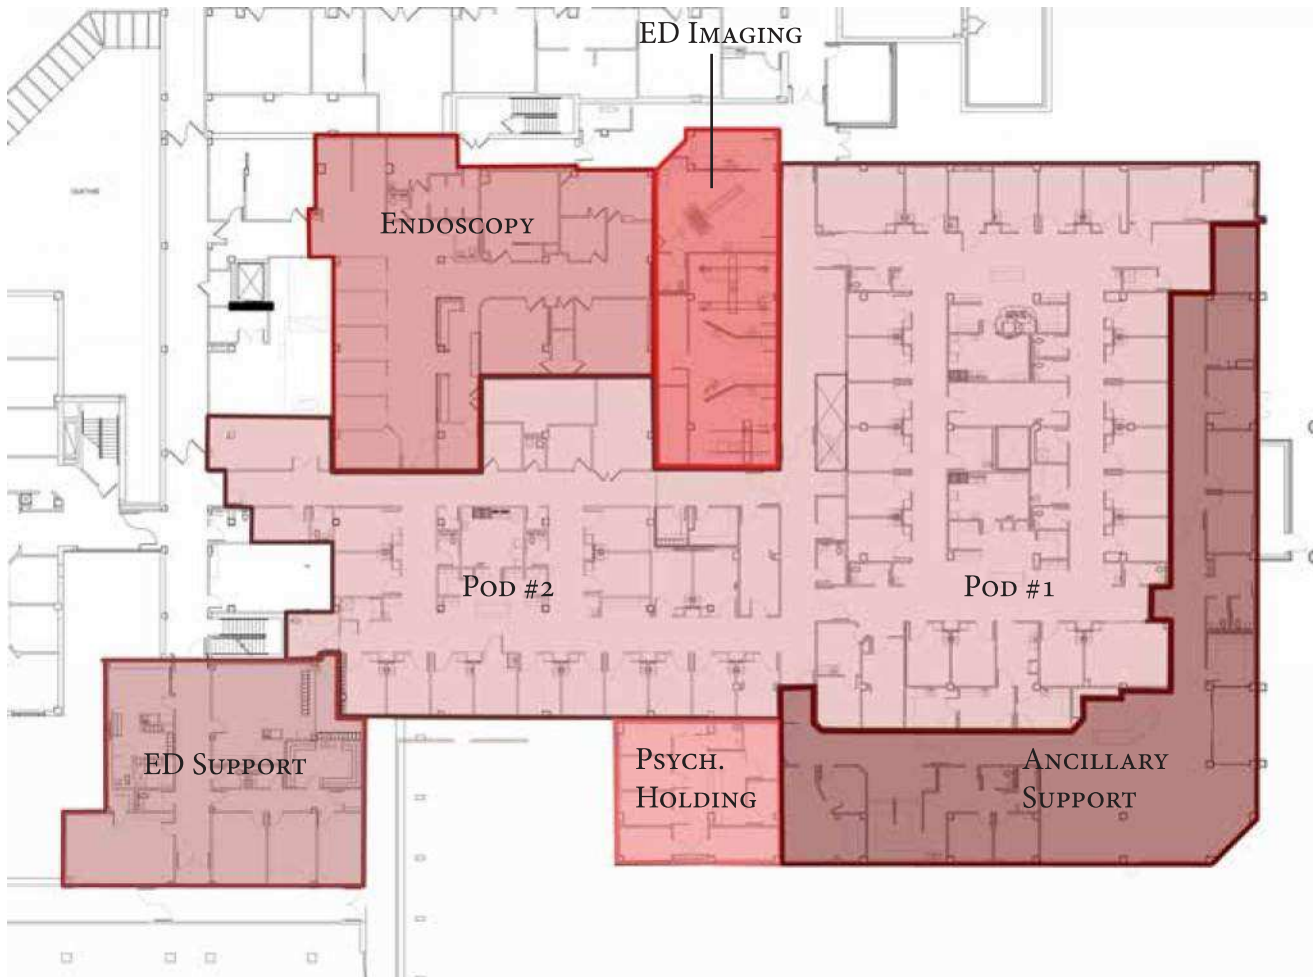 ED Imaging
Endoscopy
Pod #2
Pod #1
ED Support
Psych.
Holding
Ancillary
Support